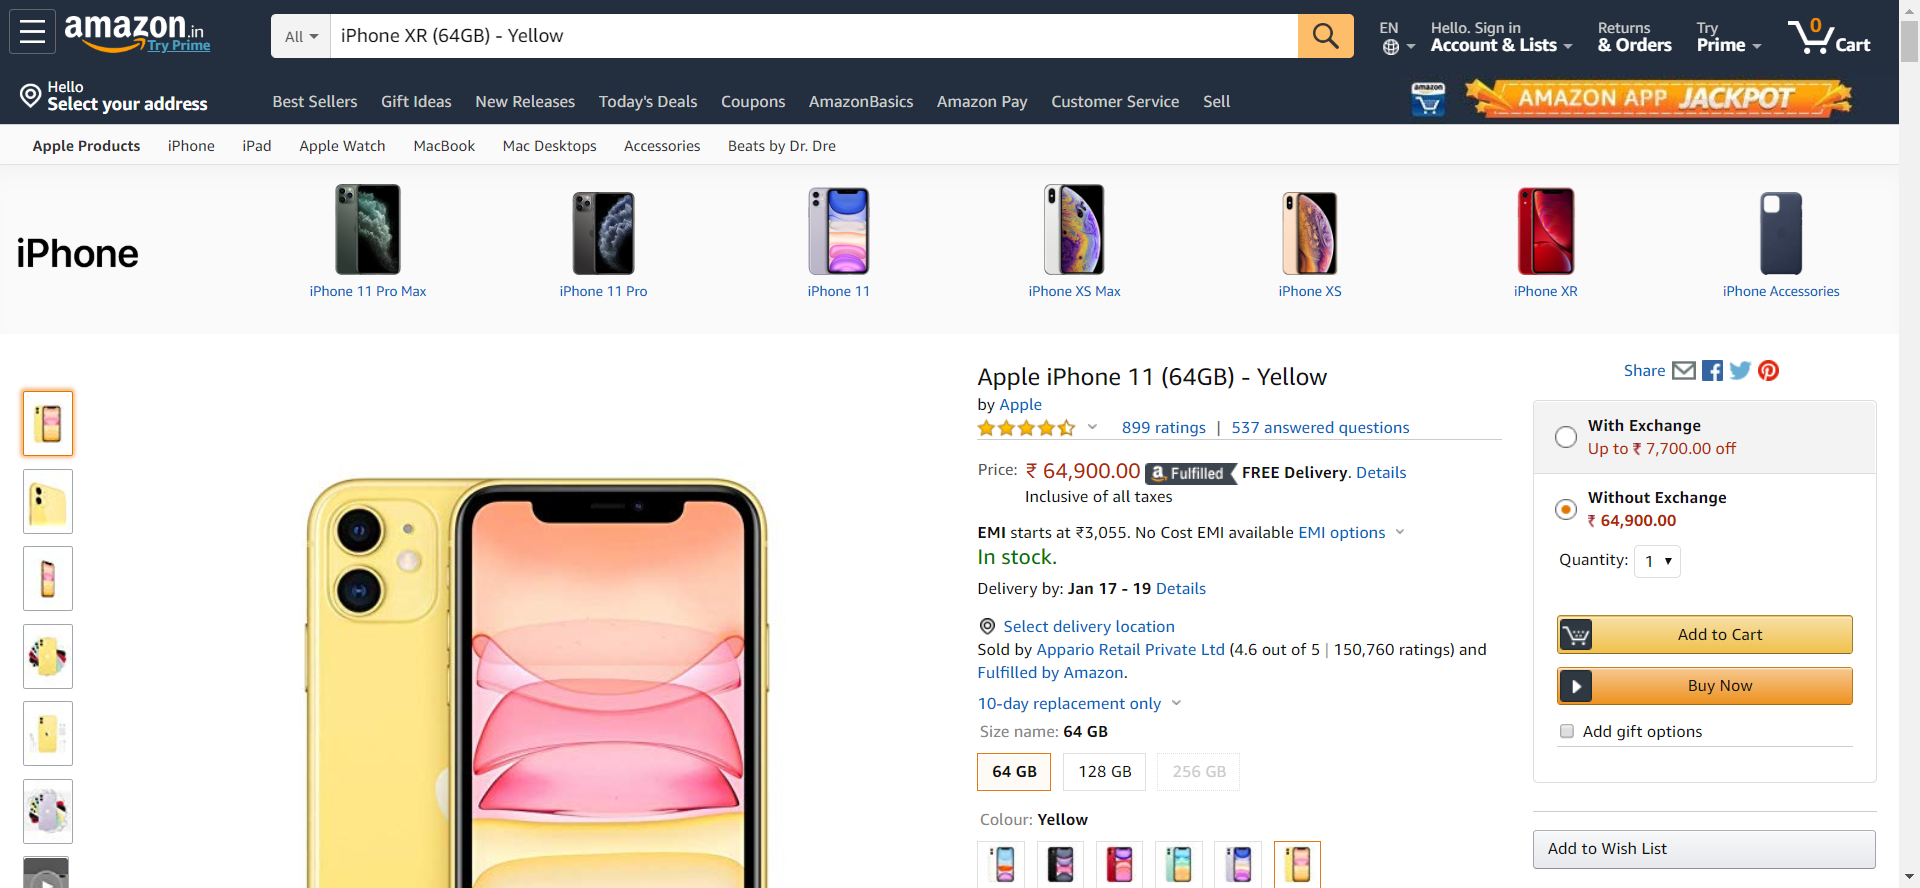 amazon.in
Try Prime
All
iPhone XR (64GB) - Yellow
EN
Hello. Sign in
Account & Lists
Returns
& Orders
Try
Prime
0
Cart
Hello
Select your address
Best Sellers
Gift Ideas
New Releases
Today's Deals
Coupons
AmazonBasics
Amazon Pay
Customer Service
Sell
amazon
AMAZON APP JACKPOT
Apple Products
iPhone
iPad
Apple Watch
MacBook
Mac Desktops
Accessories
Beats by Dr. Dre
iPhone
iPhone 11 Pro Max
iPhone 11 Pro
iPhone 11
iPhone XS Max
iPhone XS
iPhone XR
iPhone Accessories
Apple iPhone 11 (64GB) - Yellow
by Apple
899 ratings | 537 answered questions
Price: ₹ 64,900.00 a Fulfilled FREE Delivery. Details
Inclusive of all taxes
EMI starts at ₹3,055. No Cost EMI available EMI options
In stock.
Delivery by: Jan 17 - 19 Details
Select delivery location
Sold by Appario Retail Private Ltd (4.6 out of 5 | 150,760 ratings) and
Fulfilled by Amazon.
10-day replacement only
Size name: 64 GB
64 GB
128 GB
256 GB
Colour: Yellow
Share
With Exchange
Up to ₹ 7,700.00 off
Without Exchange
₹ 64,900.00
Quantity: 1
Add to Cart
Buy Now
Add gift options
Add to Wish List